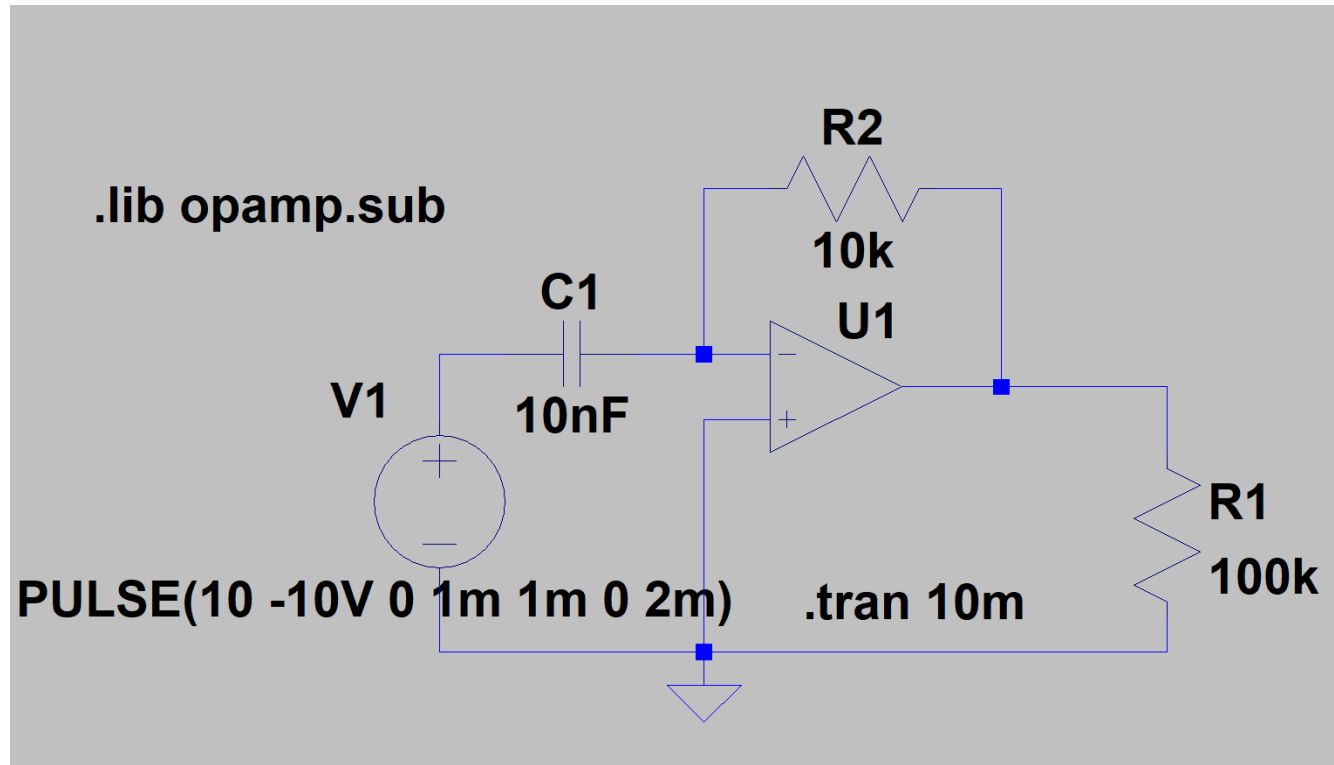 R2
.lib opamp.sub
10k
C1
U1
V1
10nF
R1
100k
PULSE(10 -10V 0 1m 1m 0 2m)
.tran 10m